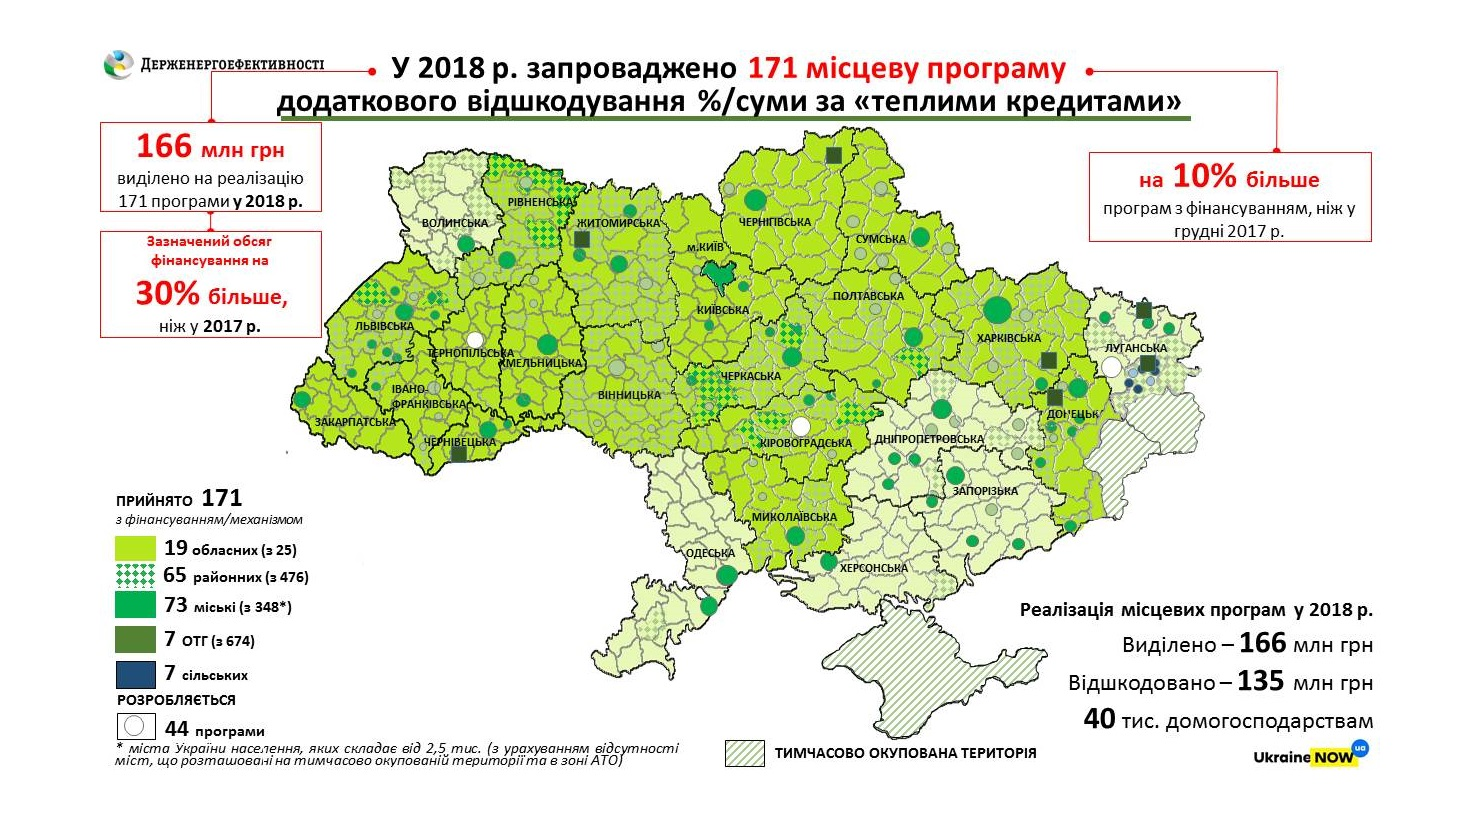 ДЕРЖЕНЕРГОЕФЕКТИВНОСТІ
У 2018 р. запроваджено 171 місцеву програму
додаткового відшкодування %/суми за «теплими кредитами»
166 млн грн
виділено на реалізацію
171 програми у 2018 р.
Зазначений обсяг
фінансування на
30% більше,
ніж у 2017 р.
на 10% більше
програм з фінансуванням, ніж у
грудні 2017 р.
ВОЛИНСЬКА
РІВНЕНСЬКА
ЖИТОМИРСЬКА
м.КИЇВ
ЧЕРНІГІВСЬКА
СУМСЬКА
КИЇВСЬКА
ПОЛТАВСЬКА
ХАРКІВСЬКА
ЛУГАНСЬКА
ЛЬВІВСЬКА
ТЕРНОПІЛЬСЬКА
ХМЕЛЬНИЦЬКА
ВІННИЦЬКА
ЧЕРКАСЬКА
ІВАНО-
ФРАНКІВСЬКА
ЗАКАРПАТСЬКА
ЧЕРНІВЕЦЬКА
КІРОВОГРАДСЬКА
ДНІПРОПЕТРОВСЬКА
ДОНЕЦЬК
ЗАПОРІЗЬКА
МИКОЛАЇВСЬКА
ОДЕСЬКА
ХЕРСОНСЬКА
ПРИЙНЯТО 171
з фінансуванням/механізмом
19 обласних (з 25)
65 районних (з 476)
73 міські (з 348*)
7 ОТГ (з 674)
7 сільських
РОЗРОБЛЯЄТЬСЯ
44 програми
* міста України населення, яких складає від 2,5 тис. (з урахуванням відсутності
міст, що розташовані на тимчасово окупованій території та в зоні АТО)
ТИМЧАСОВО ОКУПОВАНА ТЕРИТОРІЯ
Реалізація місцевих програм у 2018 р.
Виділено – 166 млн грн
Відшкодовано – 135 млн грн
40 тис. домогосподарствам
Ukraine NOW ua